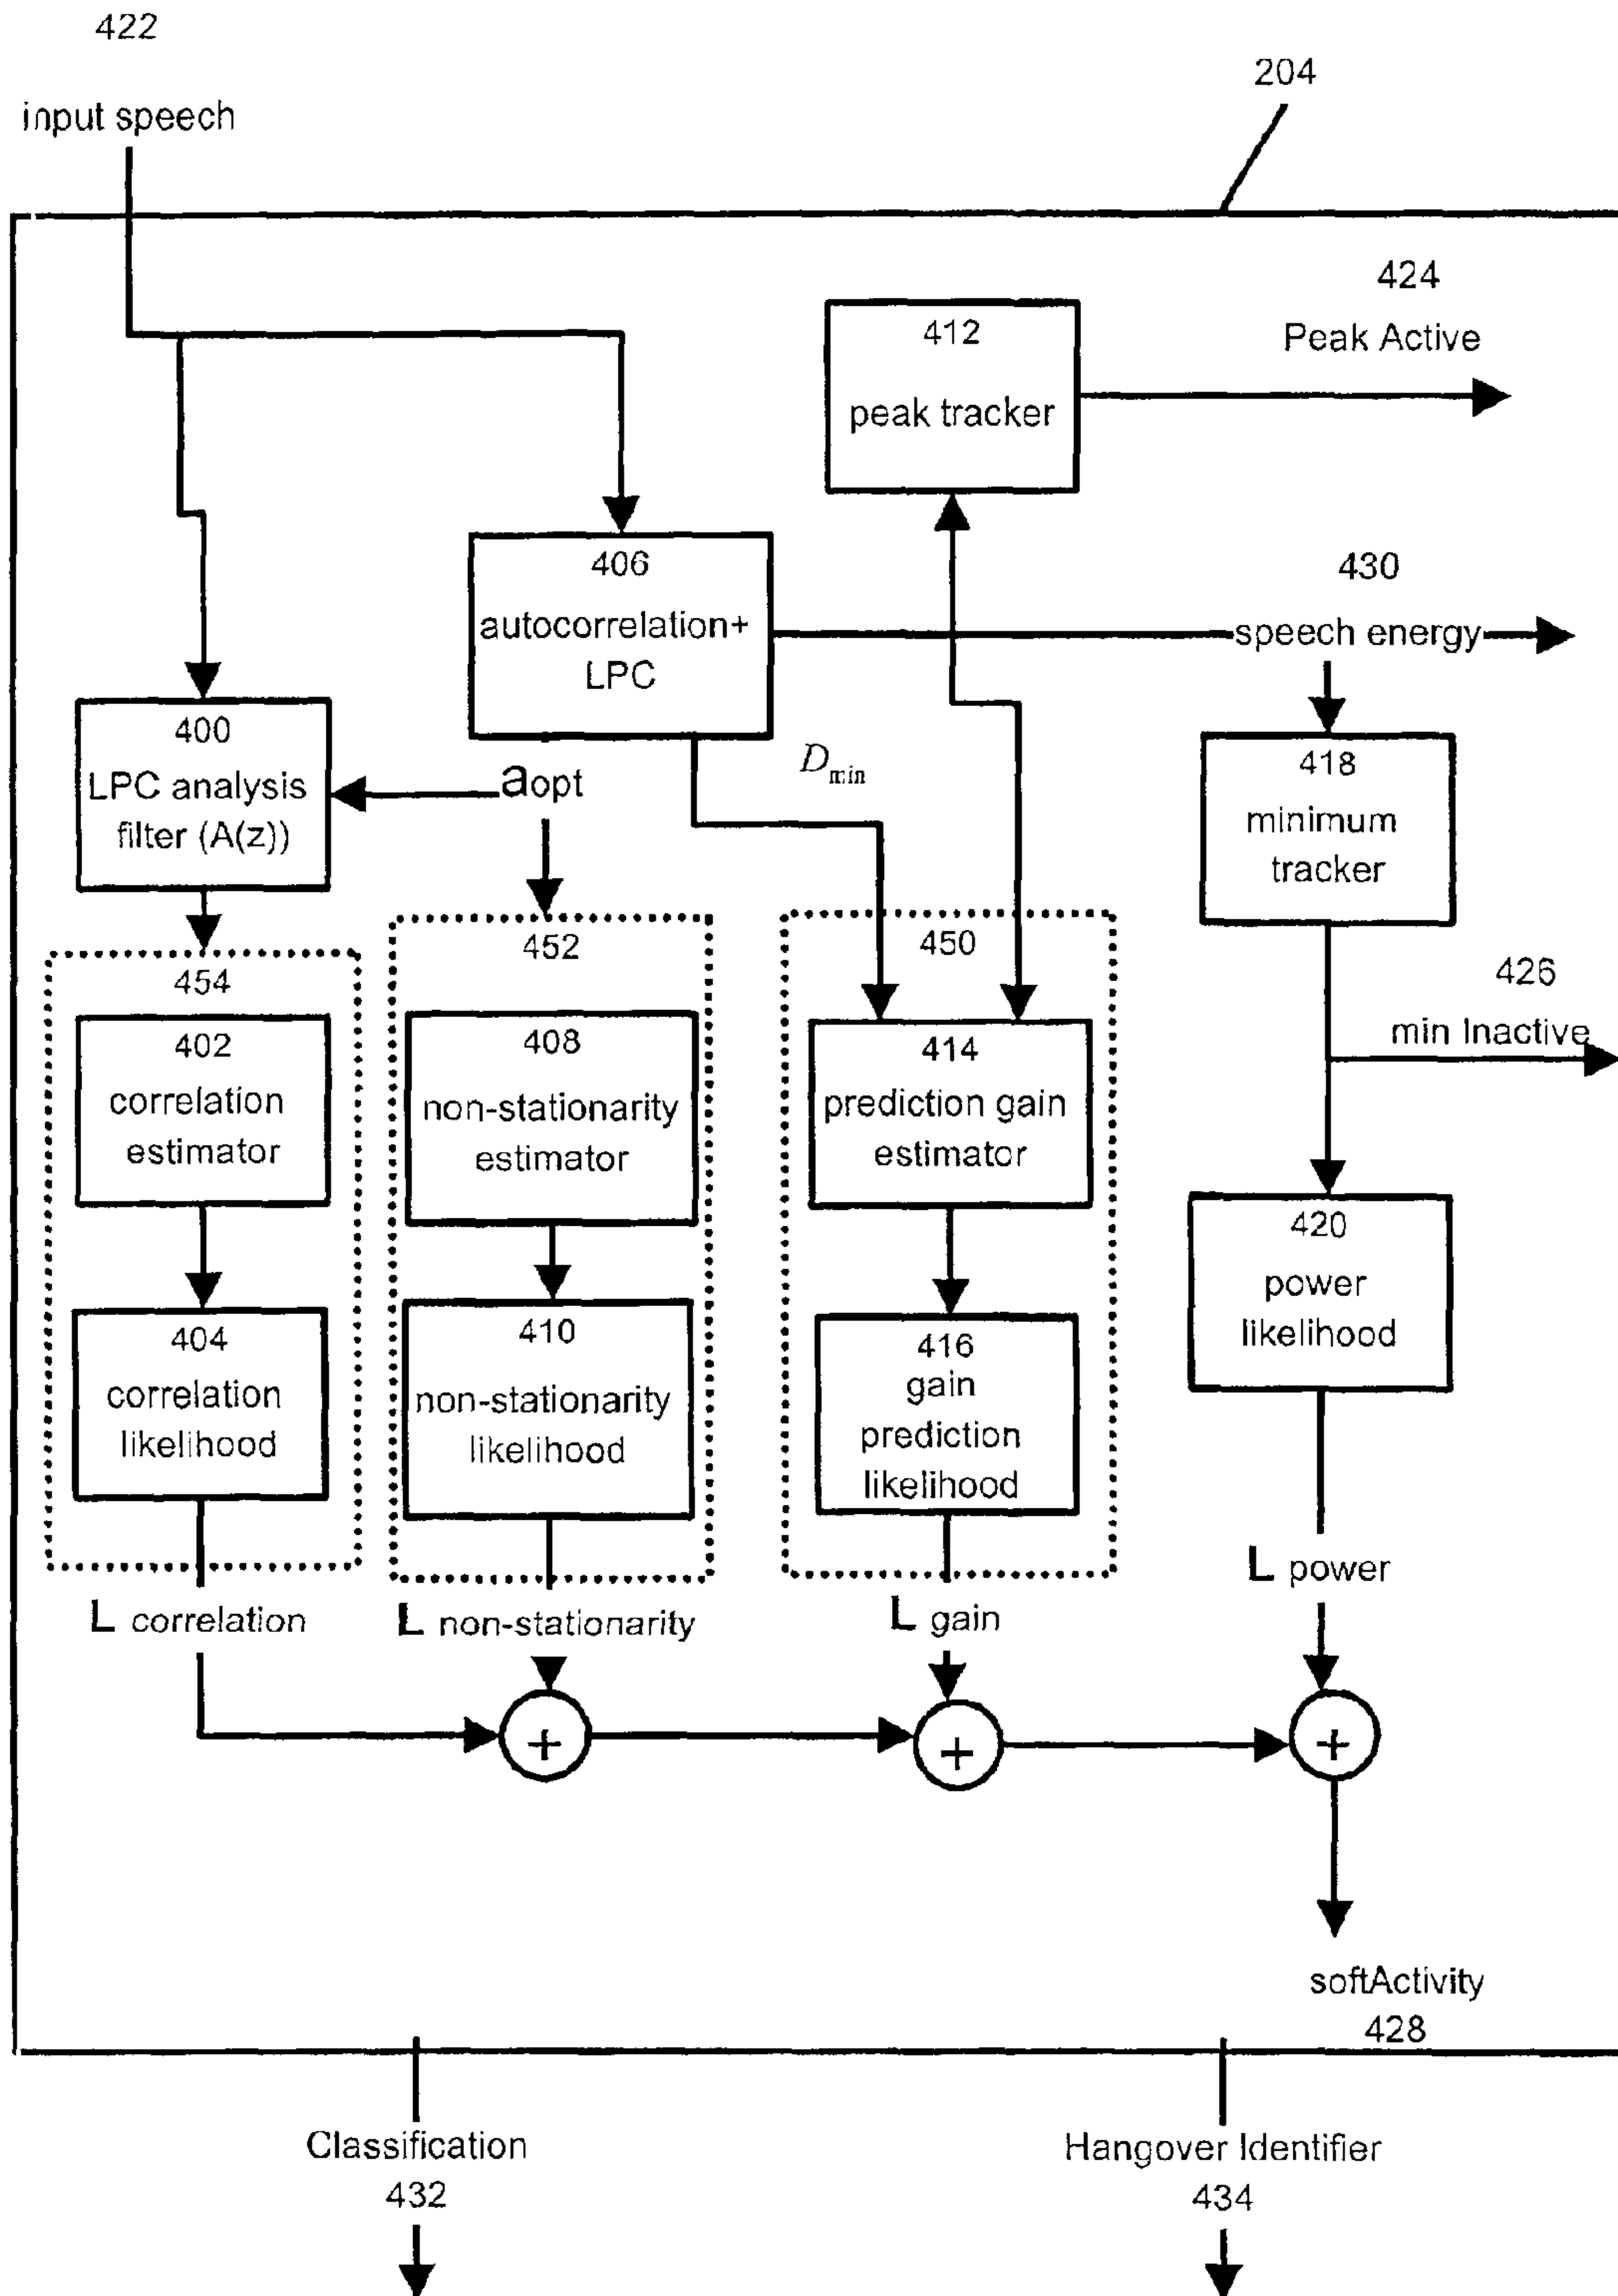 422
204
input speech
424
412
Peak Active
peak tracker
406
430
autocorrelation+
LPC
speech energy
400
LPC analysis
filter (A(z))
aopt
Dmin
418
minimum
tracker
454
452
450
426
402
correlation
estimator
408
non-stationarity
estimator
414
prediction gain
estimator
min Inactive
420
power
likelihood
404
correlation
likelihood
410
non-stationarity
likelihood
416
gain
prediction
likelihood
L correlation
L non-stationarity
L gain
L power
+
+
+
softActivity
428
Classification
432
Hangover Identifier
434